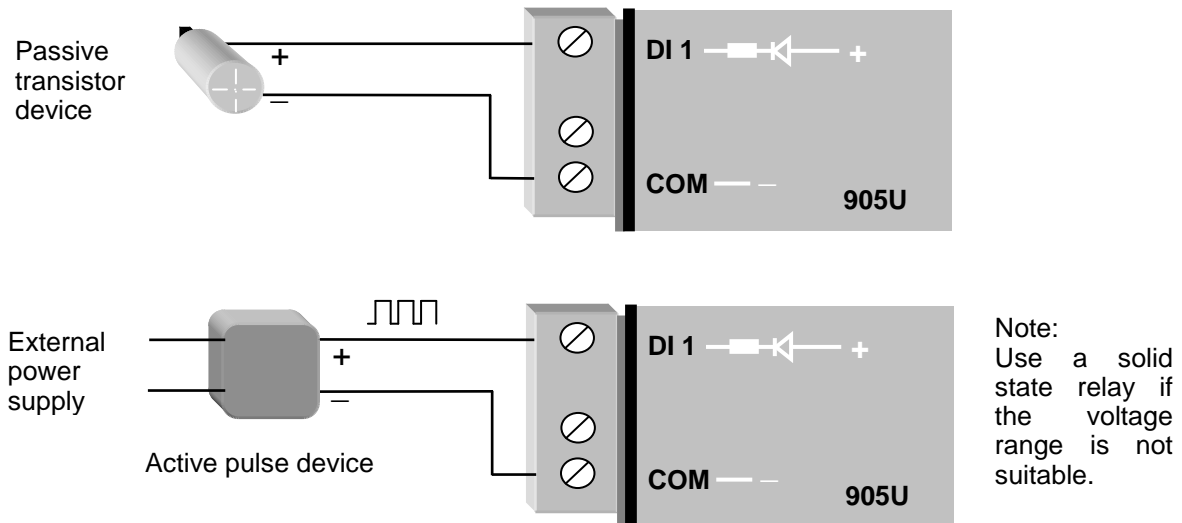 Passive
transistor
device
+
–
DI 1 +
COM –
905U
External
power
supply
+
–
Active pulse device
DI 1 +
COM –
905U
Note:
Use a solid
state relay if
the voltage
range is not
suitable.